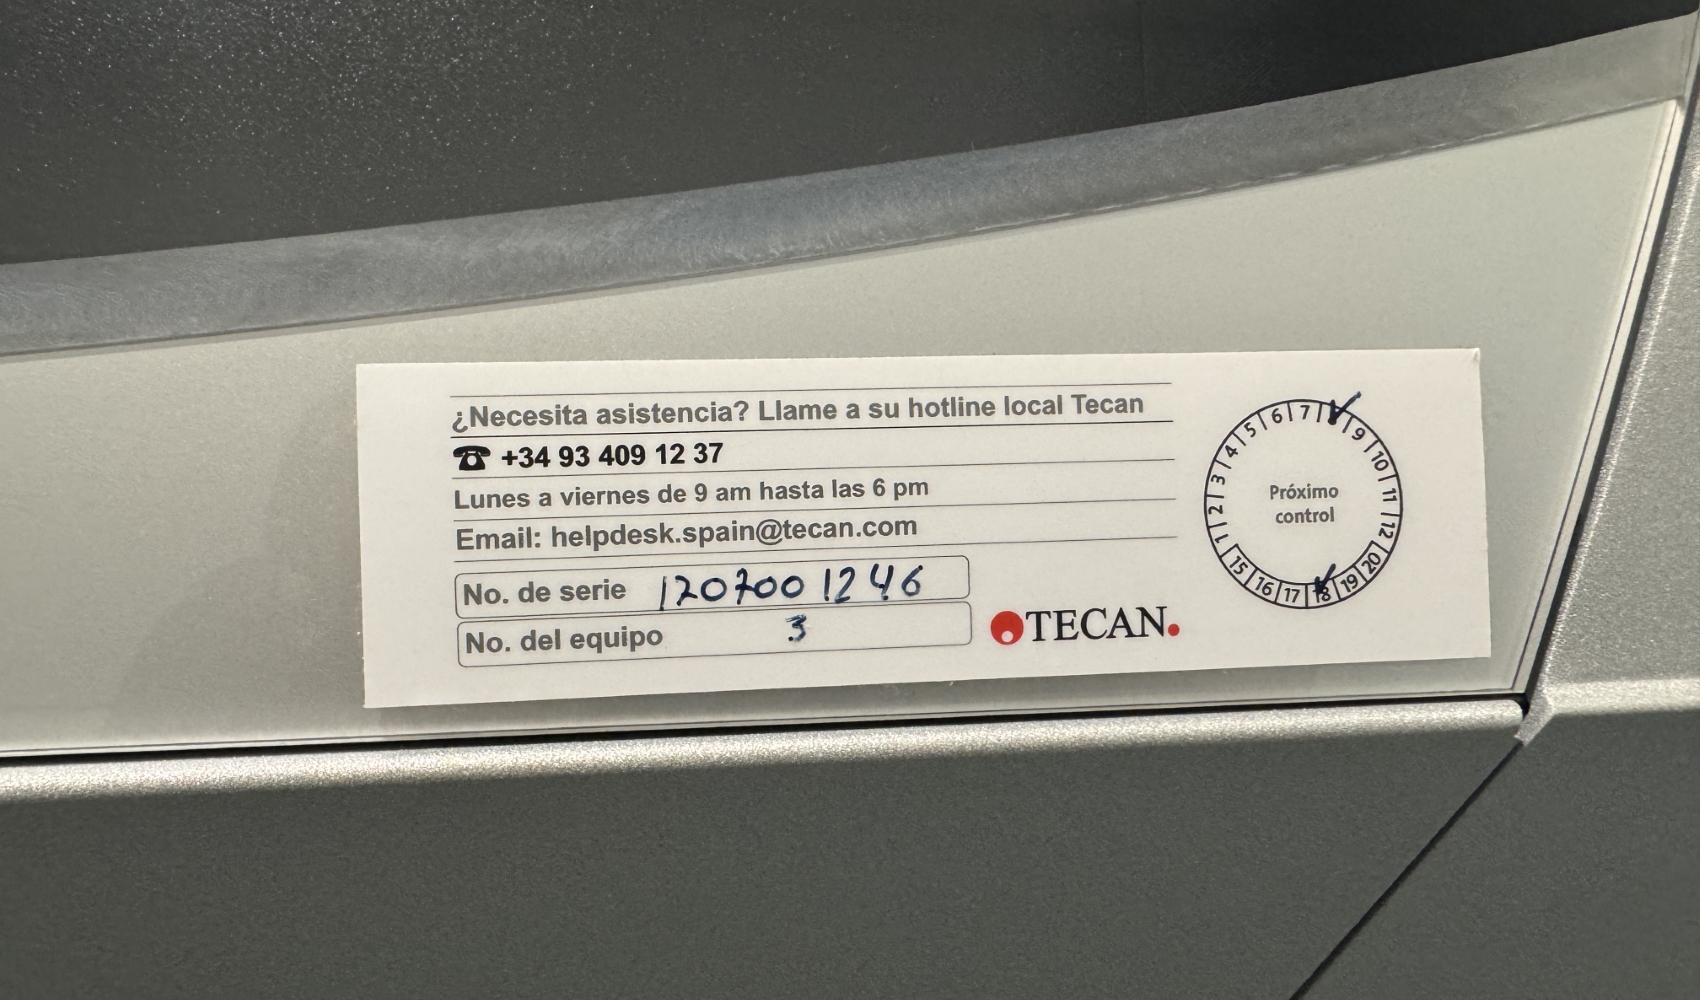 ¿Necesita asistencia? Llame a su hotline local Tecan
☎ +34 93 409 12 37
Lunes a viernes de 9 am hasta las 6 pm
Email: helpdesk.spain@tecan.com
No. de serie 1207001246
No. del equipo 3
TECAN.
1 2 3 4 5 6 7 9 10 11 12
Próximo
control
15 16 17 18 19 20